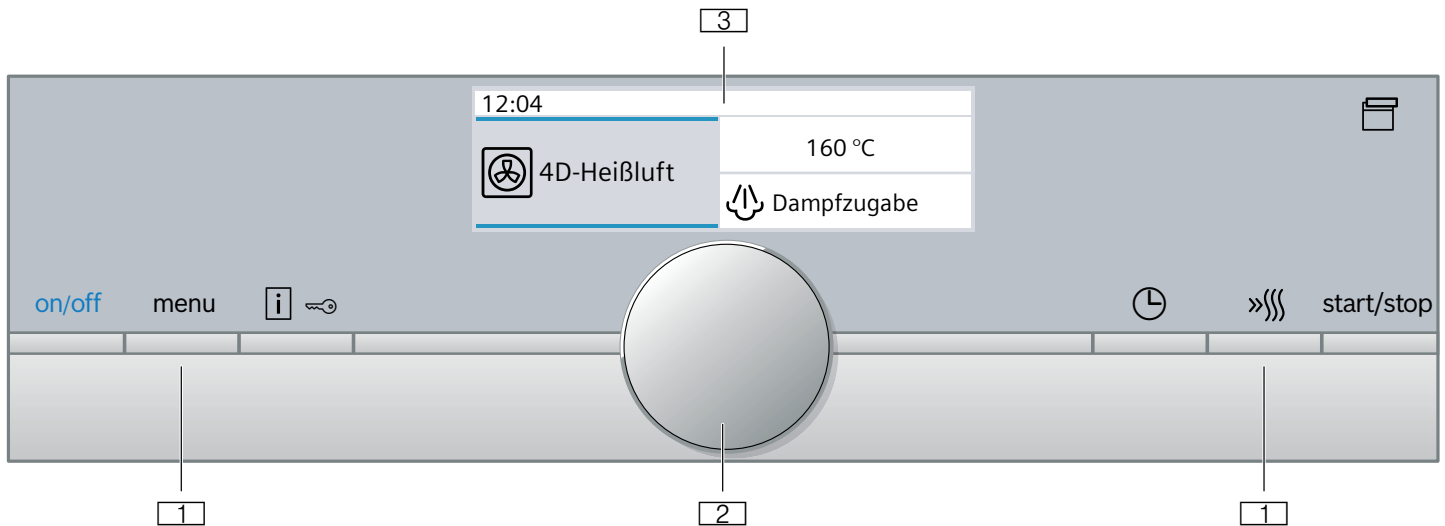 3
12:04
160 °C
4D-Heißluft
Dampfzugabe
on/off menu i start/stop
1 2 1